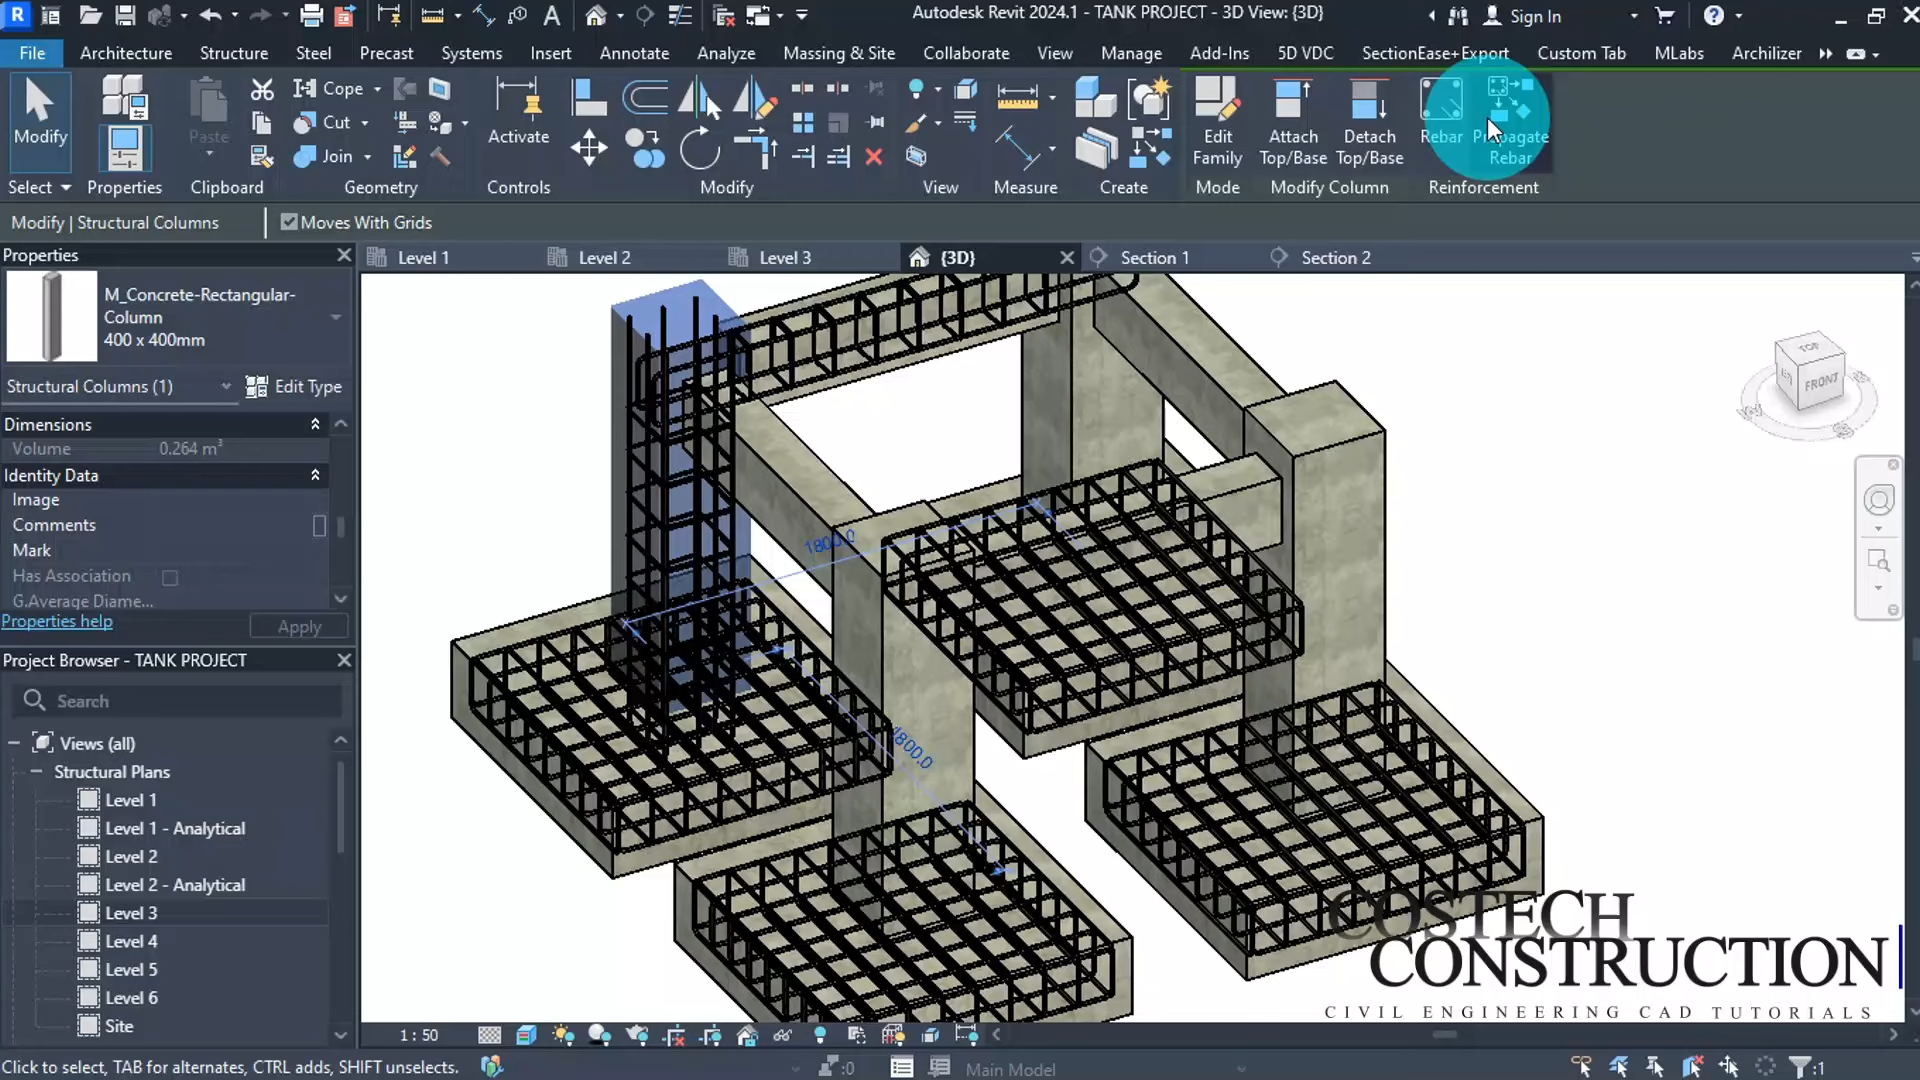 Autodesk Revit 2024.1 - TANK PROJECT - 3D View: {3D}
Sign In
File
Architecture
Structure
Steel
Precast
Systems
Insert
Annotate
Analyze
Massing & Site
Collaborate
View
Manage
Add-Ins
5D VDC
SectionEase+Export
Custom Tab
MLabs
Archilizer
Modify
Paste
Cope
Cut
Join
Activate
Edit
Family
Attach
Top/Base
Detach
Top/Base
Rebar
Propagate
Rebar
Select
Properties
Clipboard
Geometry
Controls
Modify
View
Measure
Create
Mode
Modify Column
Reinforcement
Modify | Structural Columns
Moves With Grids
Properties
M_Concrete-Rectangular-
Column
400 x 400mm
Structural Columns (1)
Edit Type
Dimensions
Volume
0.264 m³
Identity Data
Image
Comments
Mark
Has Association
G.Average Diame...
Properties help
Apply
Level 1
Level 2
Level 3
{3D}
Section 1
Section 2
TOP
FRONT
1800.0
1800.0
Project Browser - TANK PROJECT
Search
Views (all)
Structural Plans
Level 1
Level 1 - Analytical
Level 2
Level 2 - Analytical
Level 3
Level 4
Level 5
Level 6
Site
COSTECH
CONSTRUCTION
CIVIL ENGINEERING CAD TUTORIALS
1 : 50
Click to select, TAB for alternates, CTRL adds, SHIFT unselects.
:0
Main Model
:1